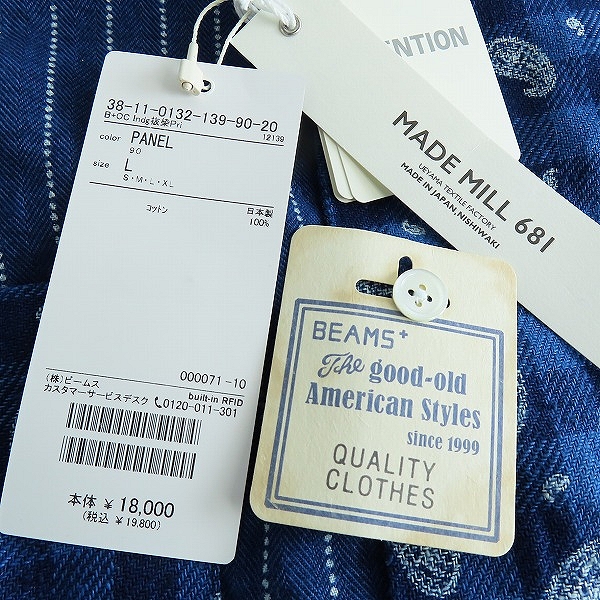 38-11-0132-139-90-20
B+OC Indg抜染Pri
12139
color PANEL
90
size L
S・M・L・XL
コットン 日本製
100%
000071-10
(株)ビームス built-in RFID
カスタマーサービスデスク 0120-011-301
本体 ¥ 18,000
(税込 ¥ 19,800)
BEAMS+
The good-old
American Styles
since 1999
QUALITY
CLOTHES
MADE MILL 681
UEYAMA TEXTILE FACTORY
MADE IN JAPAN, NISHIWAKI